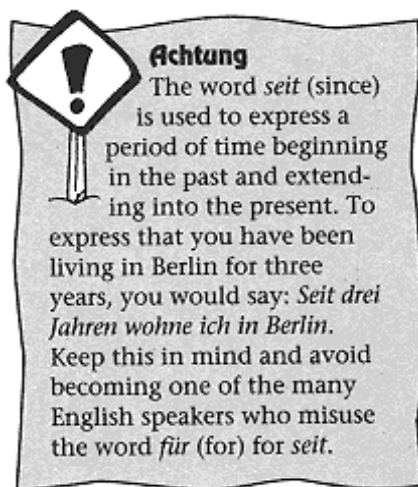 Achtung
The word seit (since)
is used to express a
period of time beginning
in the past and extend-
ing into the present. To
express that you have been
living in Berlin for three
years, you would say: Seit drei
Jahren wohne ich in Berlin.
Keep this in mind and avoid
becoming one of the many
English speakers who misuse
the word für (for) for seit.